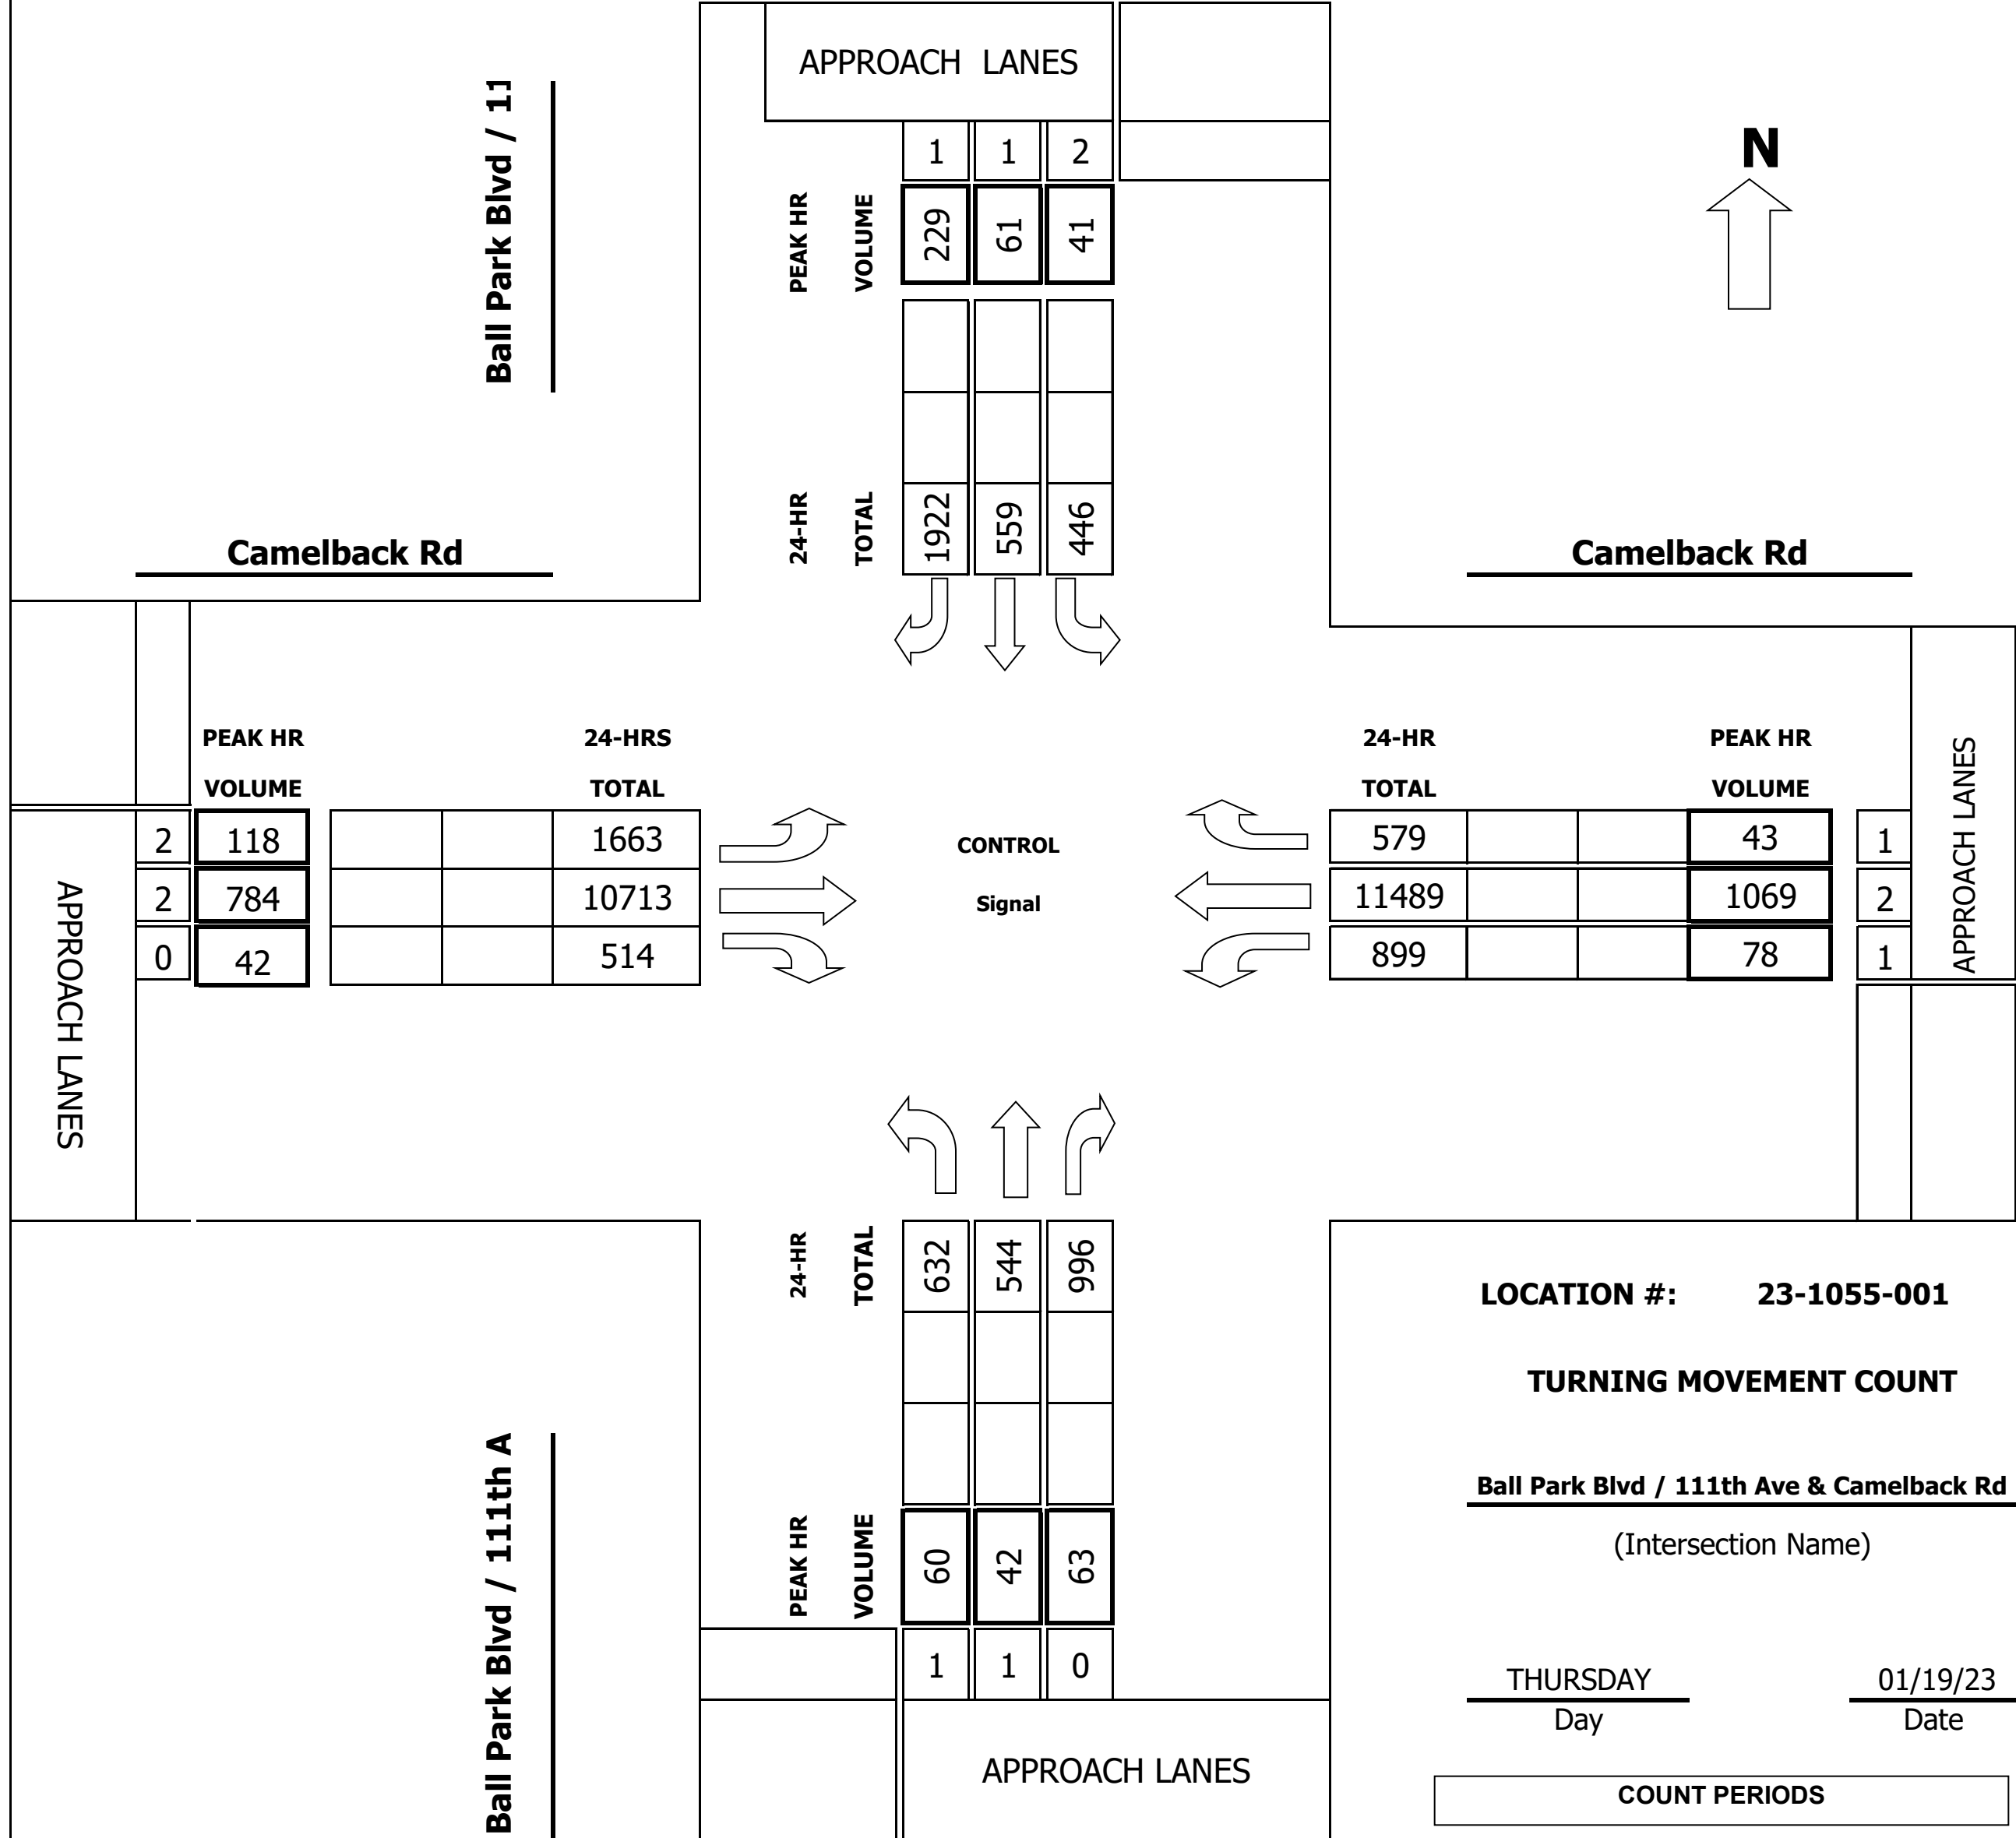 APPROACH LANES
1 1 2
Ball Park Blvd / 11
PEAK HR
VOLUME
229 61 41
N
24-HR
TOTAL
1922 559 446
Camelback Rd
Camelback Rd
PEAK HR
VOLUME
24-HRS
TOTAL
24-HR
TOTAL
PEAK HR
VOLUME
APPROACH LANES
2 118 1663
2 784 10713
0 42 514
CONTROL
Signal
579 43 1
11489 1069 2
899 78 1
APPROACH LANES
24-HR
TOTAL
632 544 996
Ball Park Blvd / 111th A
PEAK HR
VOLUME
60 42 63
1 1 0
APPROACH LANES
LOCATION #: 23-1055-001
TURNING MOVEMENT COUNT
Ball Park Blvd / 111th Ave & Camelback Rd
(Intersection Name)
THURSDAY 01/19/23
Day Date
COUNT PERIODS